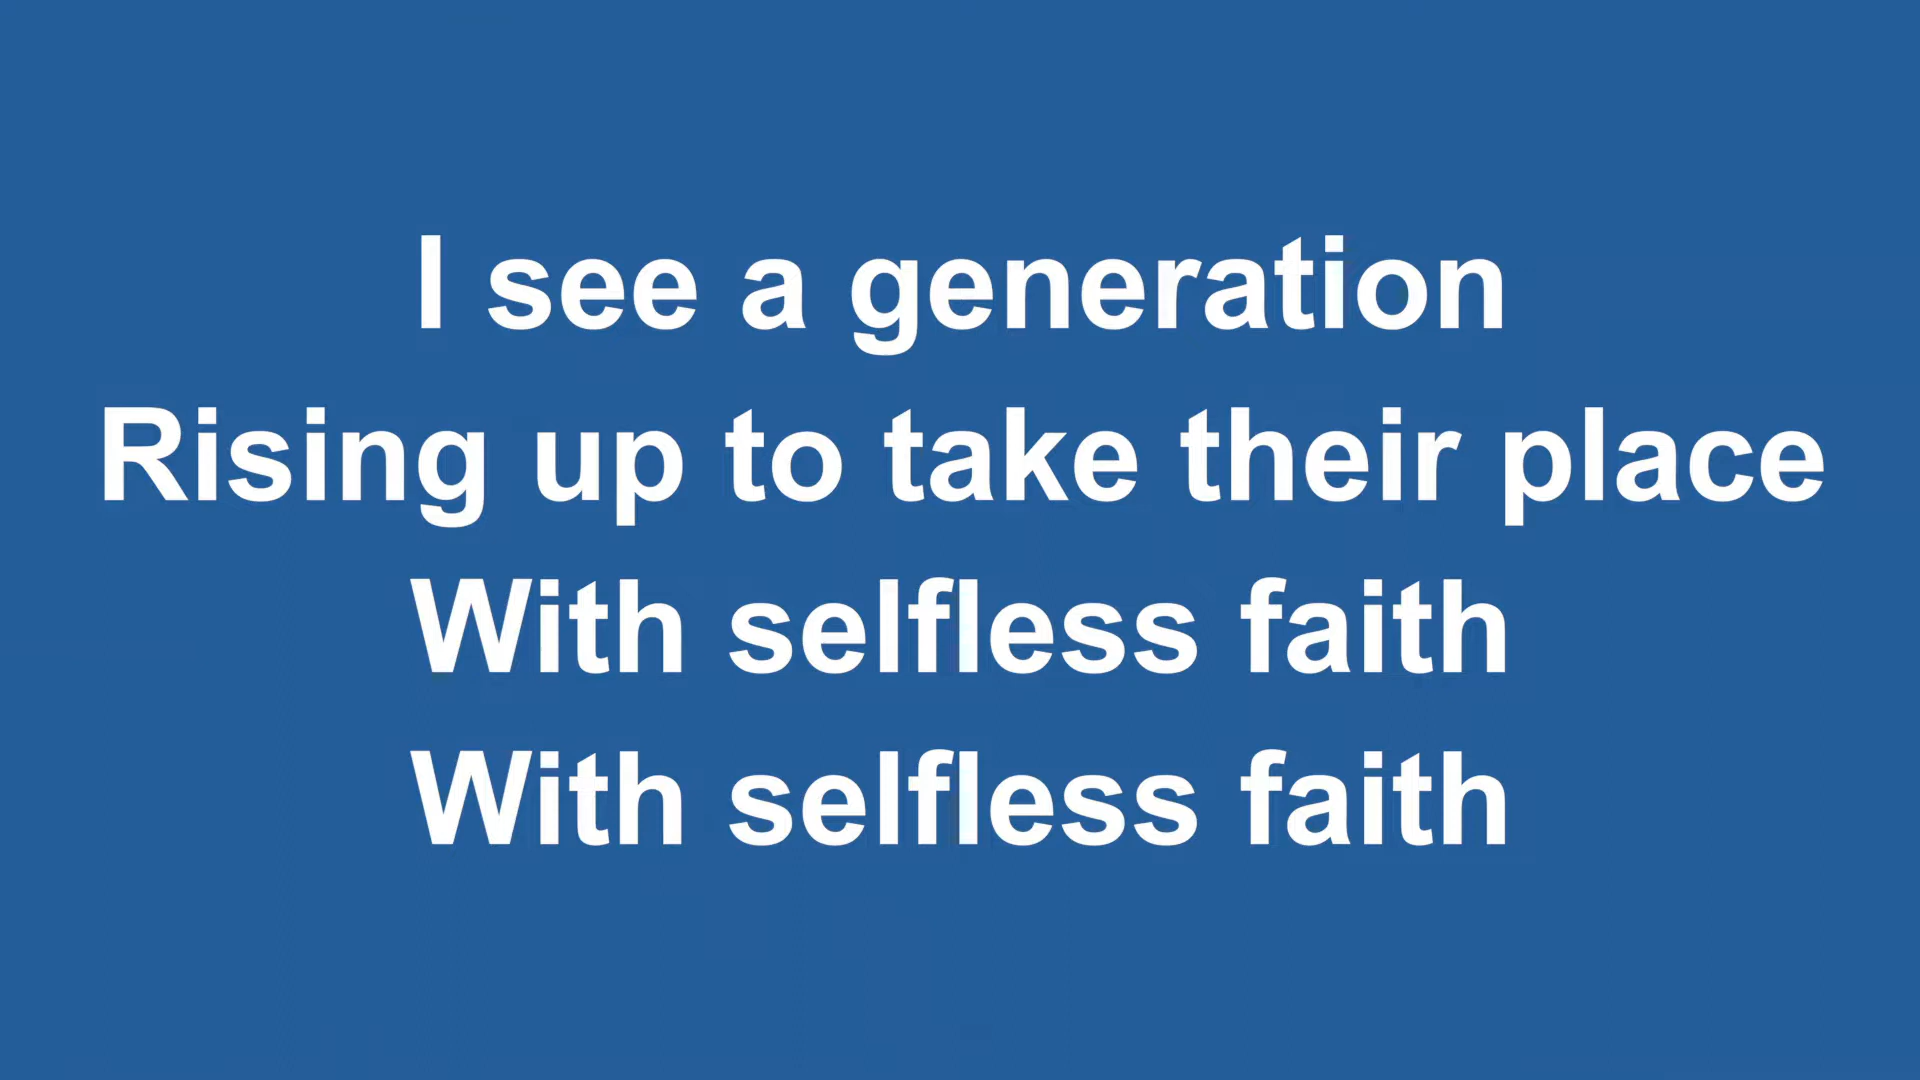 I see a generation
Rising up to take their place
With selfless faith
With selfless faith